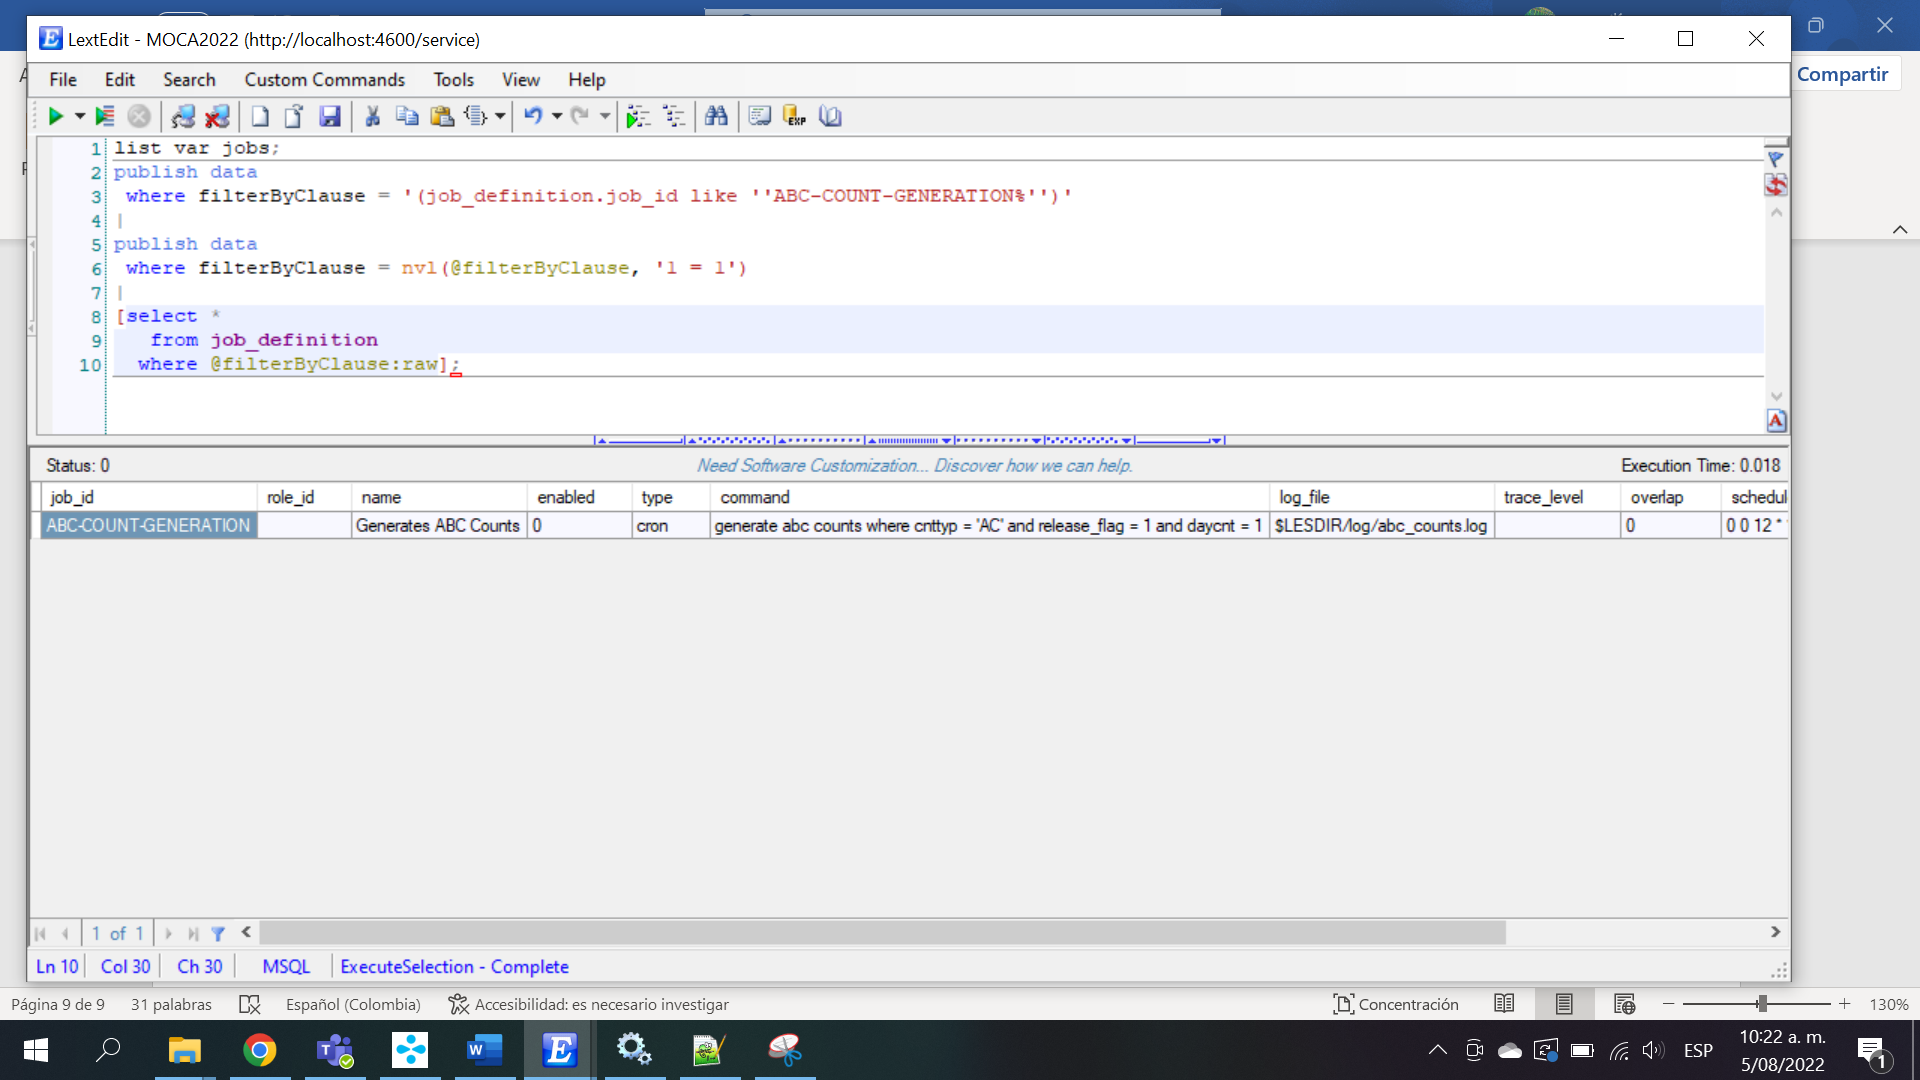 LextEdit - MOCA2022 (http://localhost:4600/service)
Compartir
File Edit Search Custom Commands Tools View Help
1 list var jobs;
2 publish data
3 where filterByClause = '(job_definition.job_id like ''ABC-COUNT-GENERATION%'')'
4 |
5 publish data
6 where filterByClause = nvl(@filterByClause, '1 = 1')
7 |
8 [select *
9 from job_definition
10 where @filterByClause:raw];
Status: 0 Need Software Customization... Discover how we can help. Execution Time: 0.018
job_id role_id name enabled type command log_file trace_level overlap schedul
ABC-COUNT-GENERATION Generates ABC Counts 0 cron generate abc counts where cnttyp = 'AC' and release_flag = 1 and daycnt = 1 $LESDIR/log/abc_counts.log 0 0 0 12 *
1 of 1
Ln 10 Col 30 Ch 30 MSQL ExecuteSelection - Complete
Página 9 de 9 31 palabras Español (Colombia) Accesibilidad: es necesario investigar Concentración 130%
ESP 10:22 a. m.
5/08/2022 1